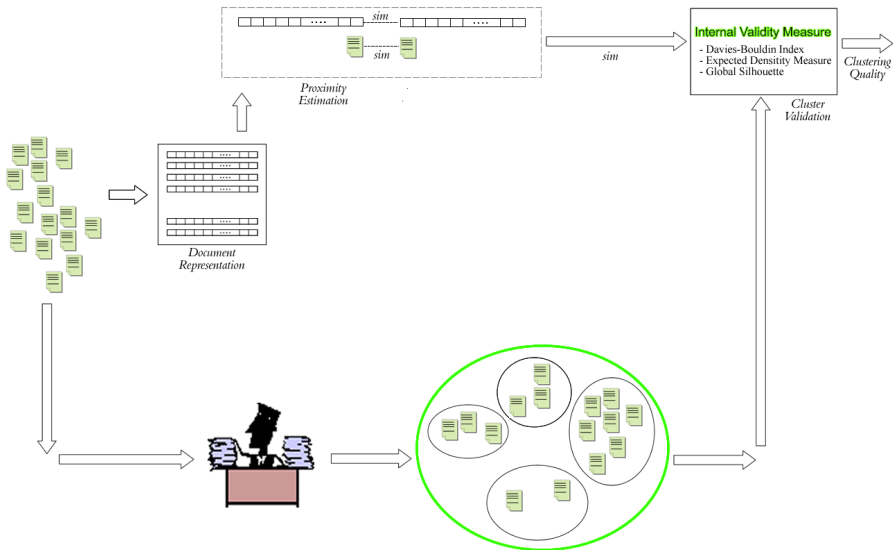 sim
sim
Proximity
Estimation
sim
Internal Validity Measure
- Davies-Bouldin Index
- Expected Densitity Measure
- Global Silhouette
Cluster
Validation
Clustering
Quality
Document
Representation